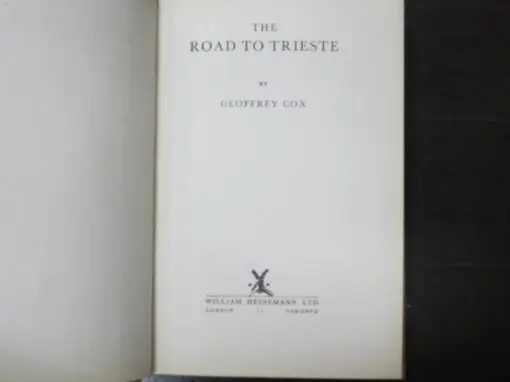 THE
ROAD TO TRIESTE
BY
GEOFFREY COX
WILLIAM HEINEMANN LTD
LONDON :: TORONTO